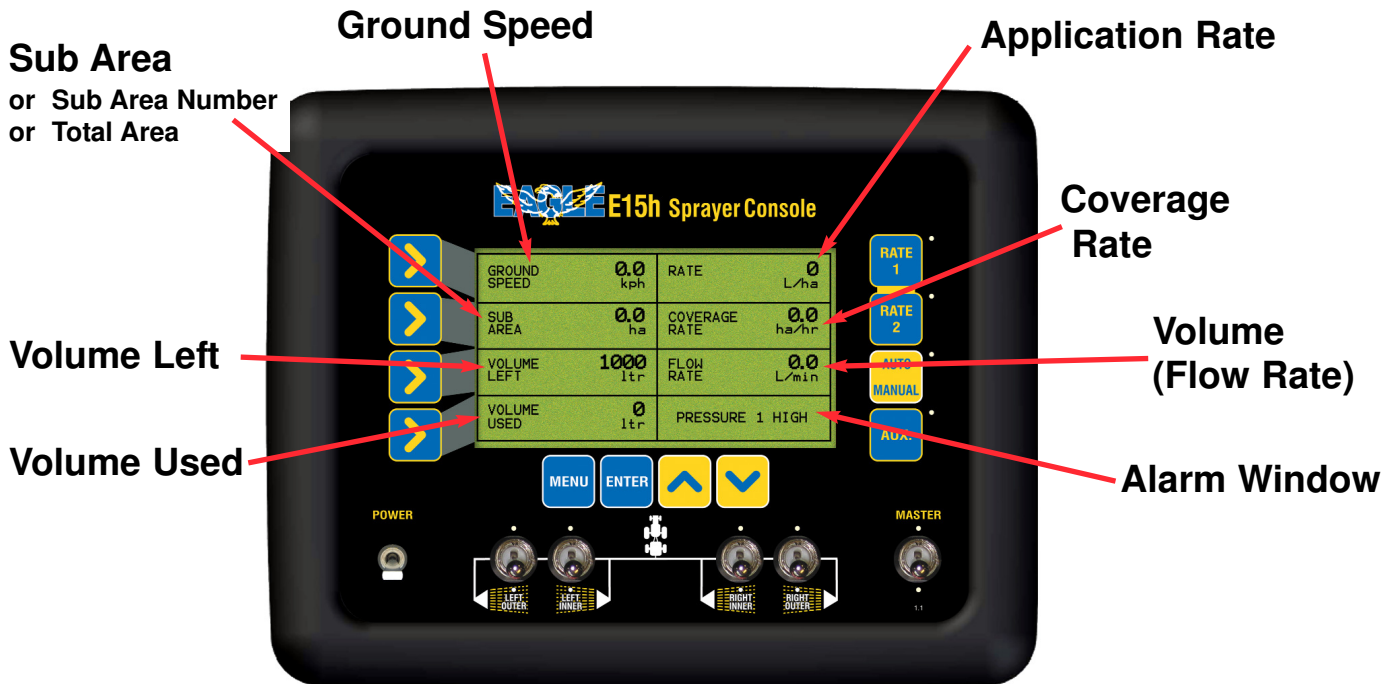 Ground Speed
Application Rate
Sub Area
or Sub Area Number
or Total Area
EAGLE E15h Sprayer Console
Coverage
Rate
RATE
1
GROUND
SPEED
0.0
kph
RATE
0
L/ha
RATE
2
SUB
AREA
0.0
ha
COVERAGE
RATE
0.0
ha/hr
Volume Left
Volume
(Flow Rate)
VOLUME
LEFT
1000
ltr
FLOW
RATE
0.0
L/min
AUTO
MANUAL
VOLUME
USED
0
ltr
PRESSURE 1 HIGH
AUX.
Volume Used
Alarm Window
MENU
ENTER
POWER
MASTER
LEFT
OUTER
LEFT
INNER
RIGHT
INNER
RIGHT
OUTER
1.1